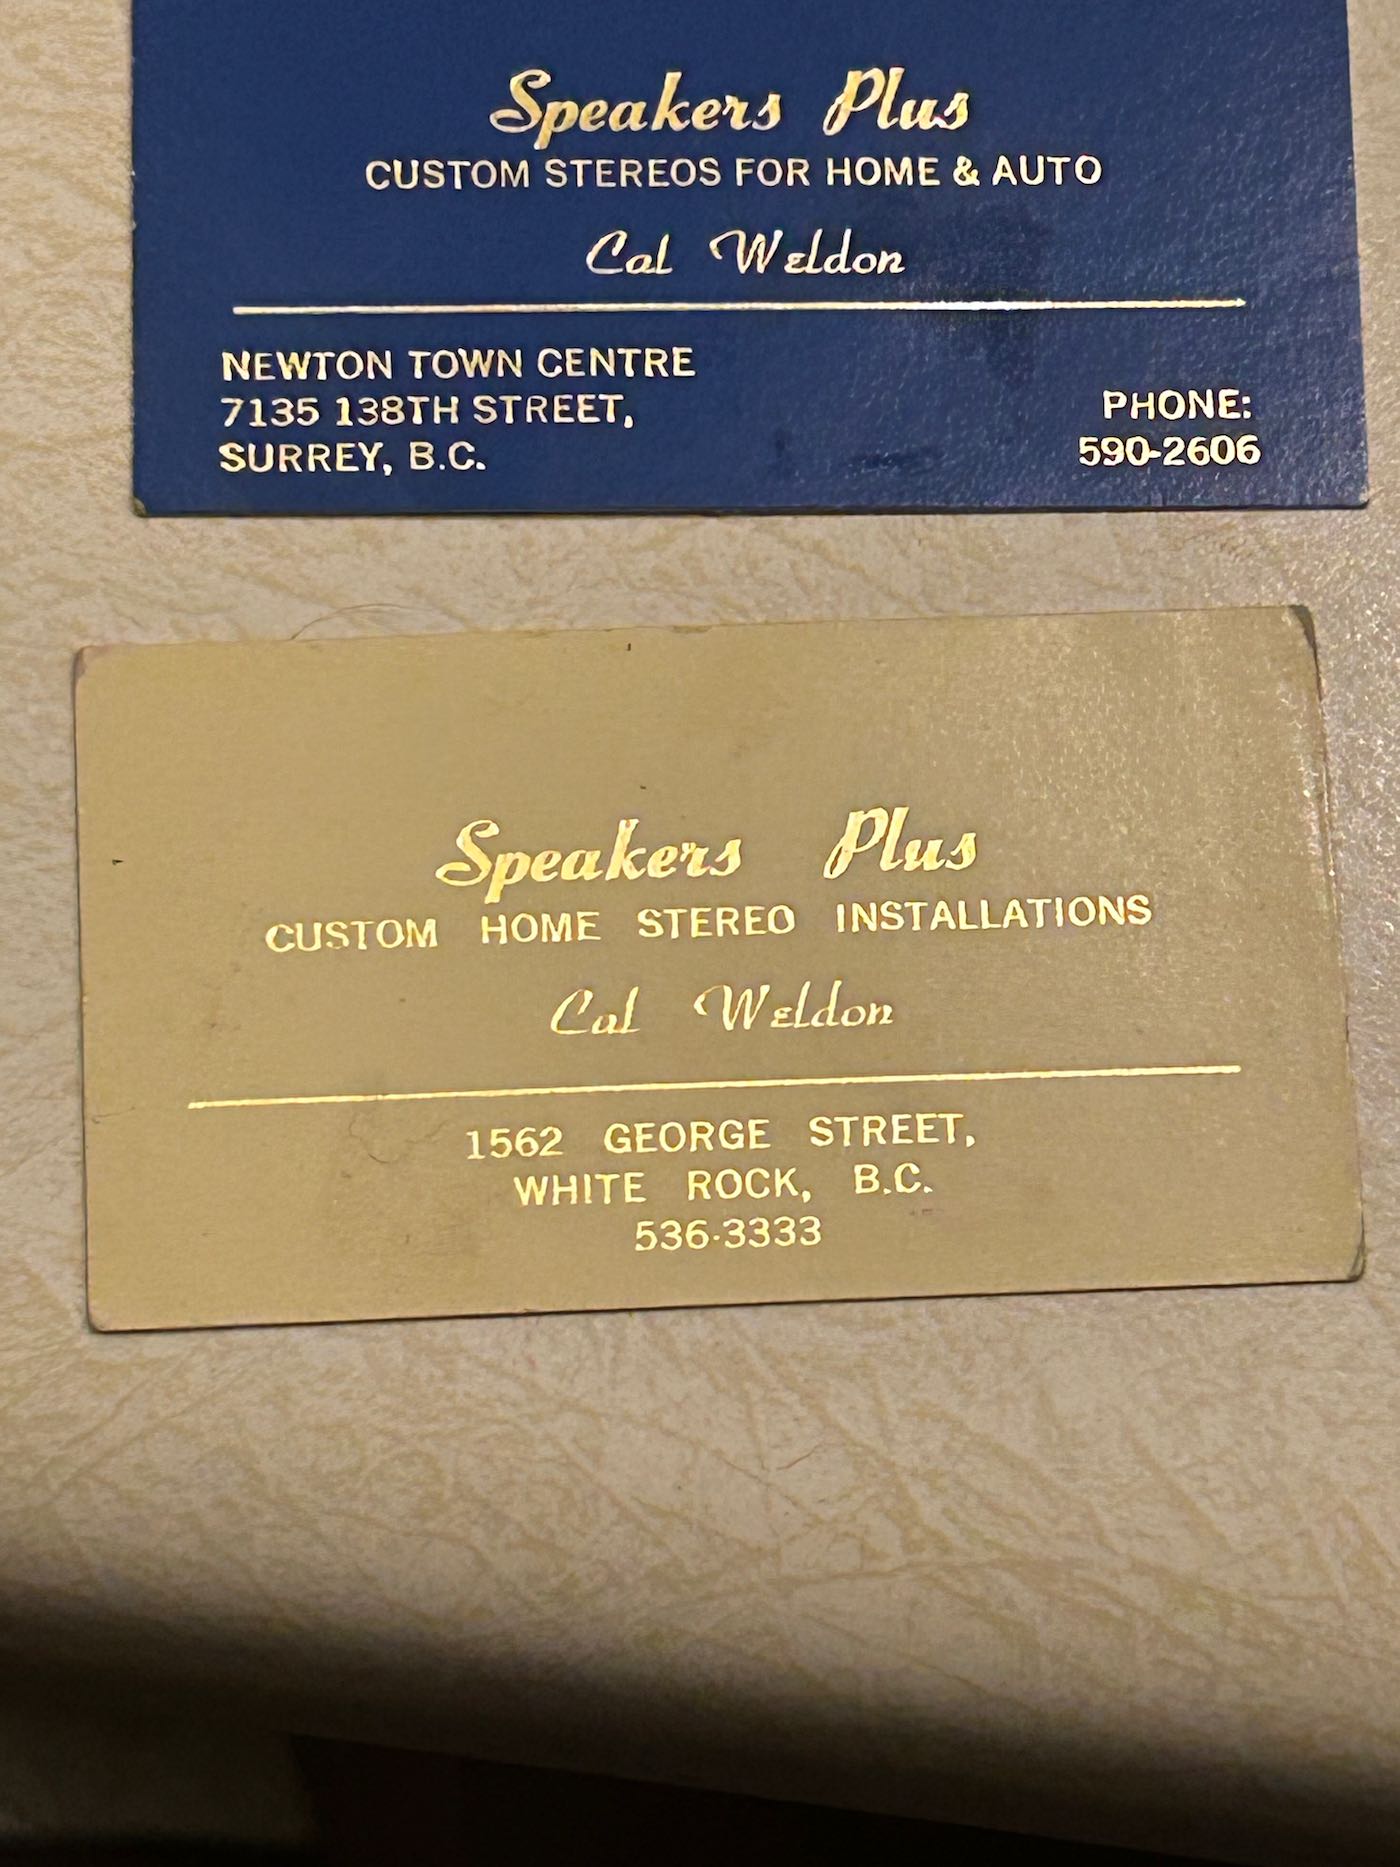 Speakers Plus
CUSTOM STEREOS FOR HOME & AUTO
Cal Weldon
NEWTON TOWN CENTRE
7135 138TH STREET,
SURREY, B.C.
PHONE:
590-2606
Speakers Plus
CUSTOM HOME STEREO INSTALLATIONS
Cal Weldon
1562 GEORGE STREET,
WHITE ROCK, B.C.
536-3333